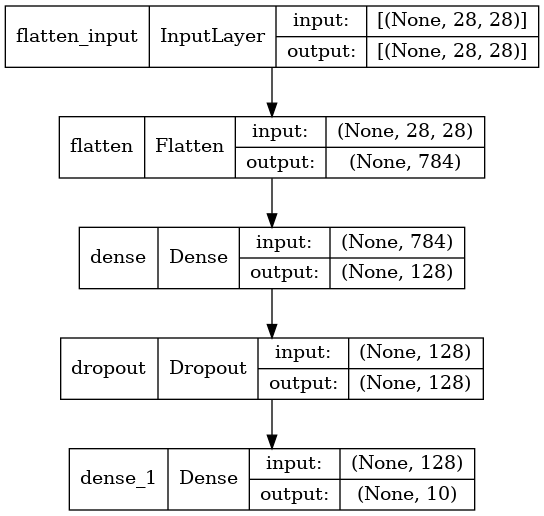 flatten_input InputLayer input: [(None, 28, 28)]
output: [(None, 28, 28)]
flatten Flatten input: (None, 28, 28)
output: (None, 784)
dense Dense input: (None, 784)
output: (None, 128)
dropout Dropout input: (None, 128)
output: (None, 128)
dense_1 Dense input: (None, 128)
output: (None, 10)